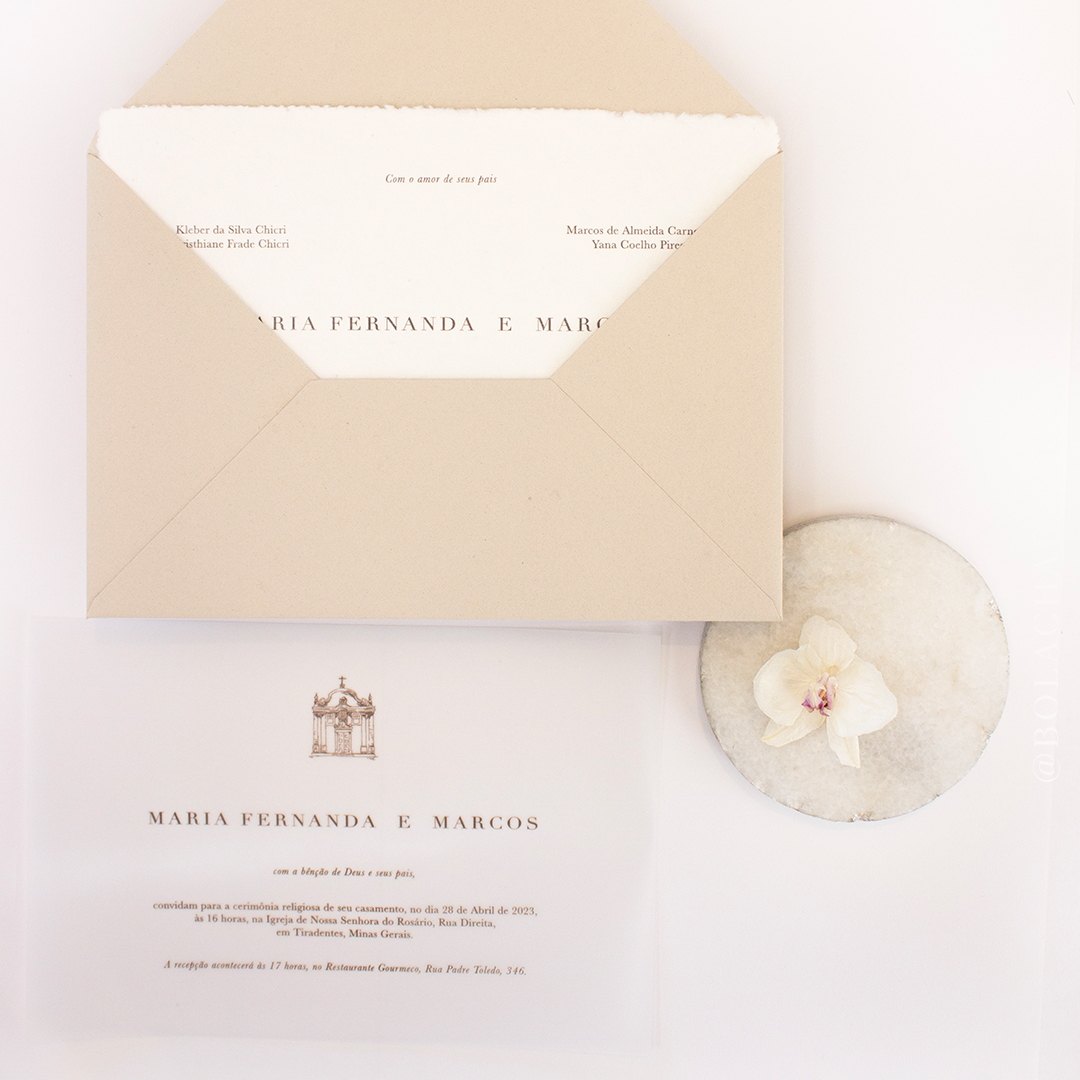 Com o amor de seus pais
Kleber da Silva Chicri
Marcos de Almeida
Frade Chicri
Yana Coelho
FERNANDA E
MARIA FERNANDA E MARCOS
com a bênção de Deus e seus pais,
convidam para a cerimônia religiosa de seu casamento, no dia 28 de Abril de 2023,
às 16 horas, na Igreja de Nossa Senhora do Rosário, Rua Direita,
em Tiradentes, Minas Gerais.
A recepção acontecerá às 17 horas, no Restaurante Gourmeco, Rua Padre Toledo, 346.